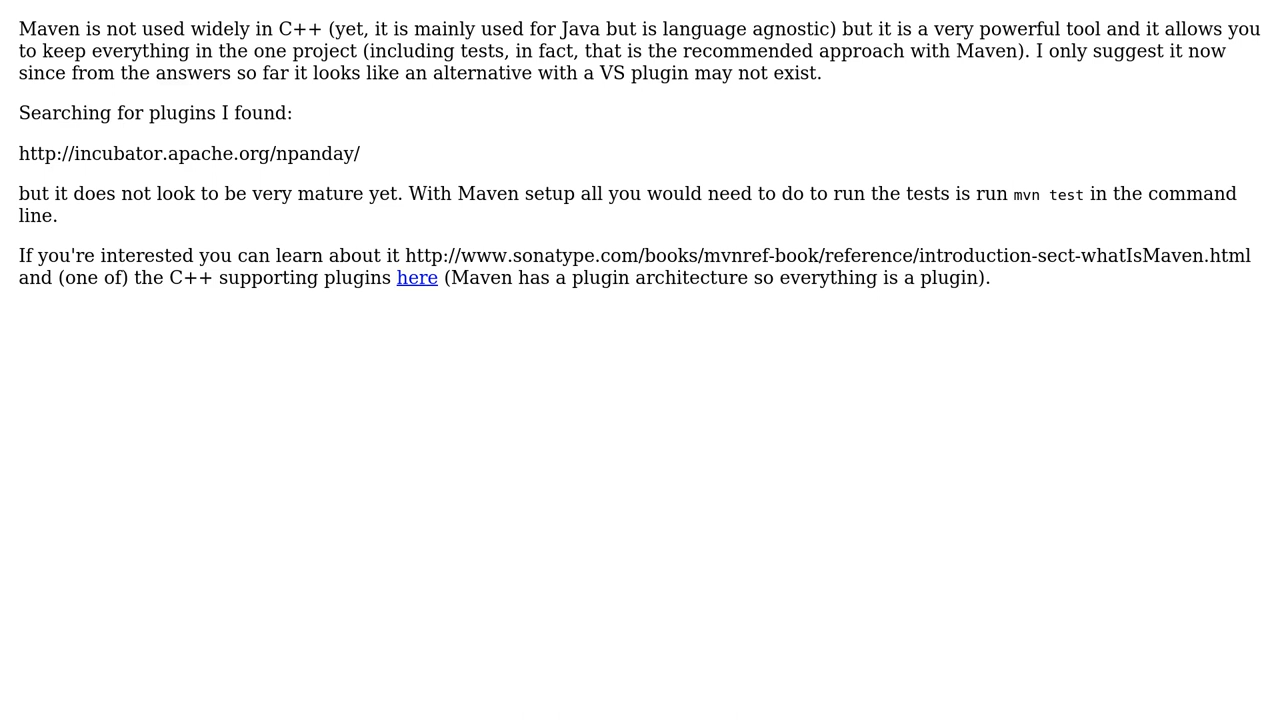 Maven is not used widely in C++ (yet, it is mainly used for Java but is language agnostic) but it is a very powerful tool and it allows you
to keep everything in the one project (including tests, in fact, that is the recommended approach with Maven). I only suggest it now
since from the answers so far it looks like an alternative with a VS plugin may not exist.
Searching for plugins I found:
http://incubator.apache.org/npanday/
but it does not look to be very mature yet. With Maven setup all you would need to do to run the tests is run mvn test in the command
line.
If you're interested you can learn about it http://www.sonatype.com/books/mvnref-book/reference/introduction-sect-whatIsMaven.html
and (one of) the C++ supporting plugins here (Maven has a plugin architecture so everything is a plugin).